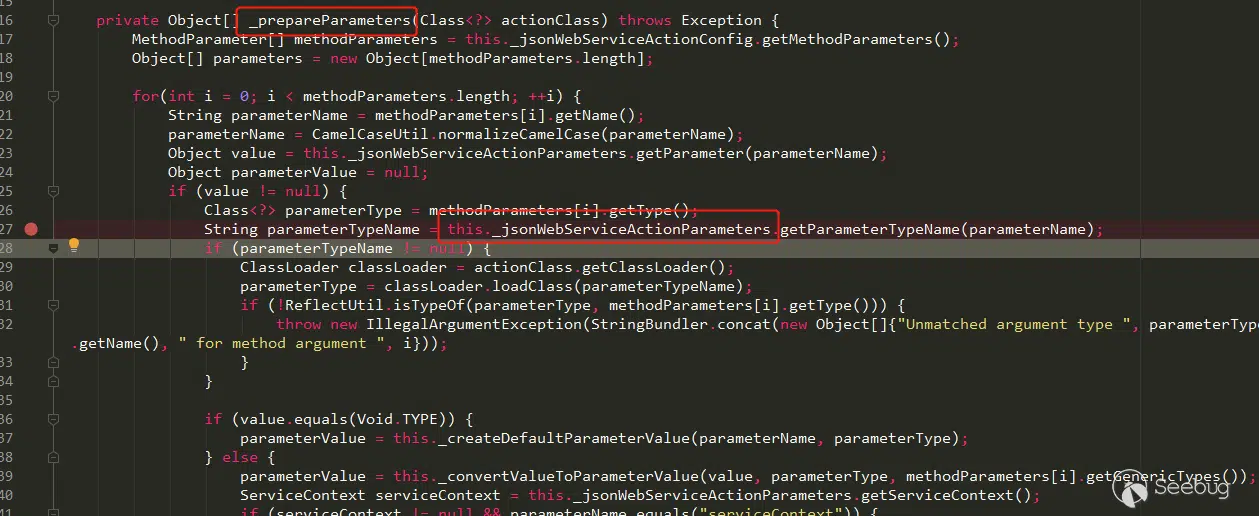 15
16 private Object[] _prepareParameters(Class<?> actionClass) throws Exception {
17 MethodParameter[] methodParameters = this._jsonWebServiceActionConfig.getMethodParameters();
18 Object[] parameters = new Object[methodParameters.length];
19
20 for(int i = 0; i < methodParameters.length; ++i) {
21 String parameterName = methodParameters[i].getName();
22 parameterName = CamelCaseUtil.normalizeCamelCase(parameterName);
23 Object value = this._jsonWebServiceActionParameters.getParameter(parameterName);
24 Object parameterValue = null;
25 if (value != null) {
26 Class<?> parameterType = methodParameters[i].getType();
27 String parameterTypeName = this._jsonWebServiceActionParameters.getParameterTypeName(parameterName);
28 if (parameterTypeName != null) {
29 ClassLoader classLoader = actionClass.getClassLoader();
30 parameterType = classLoader.loadClass(parameterTypeName);
31 if (!ReflectUtil.isTypeOf(parameterType, methodParameters[i].getType())) {
32 throw new IllegalArgumentException(StringBundler.concat(new Object[]{"Unmatched argument type ", parameterType
.getName(), " for method argument ", i}));
33 }
34 }
35
36 if (value.equals(Void.TYPE)) {
37 parameterValue = this._createDefaultParameterValue(parameterName, parameterType);
38 } else {
39 parameterValue = this._convertValueToParameterValue(value, parameterType, methodParameters[i].getGenericTypes());
40 ServiceContext serviceContext = this._jsonWebServiceActionParameters.getServiceContext();
if (serviceContext != null && parameterName.equals("serviceContext")) {
Seebug